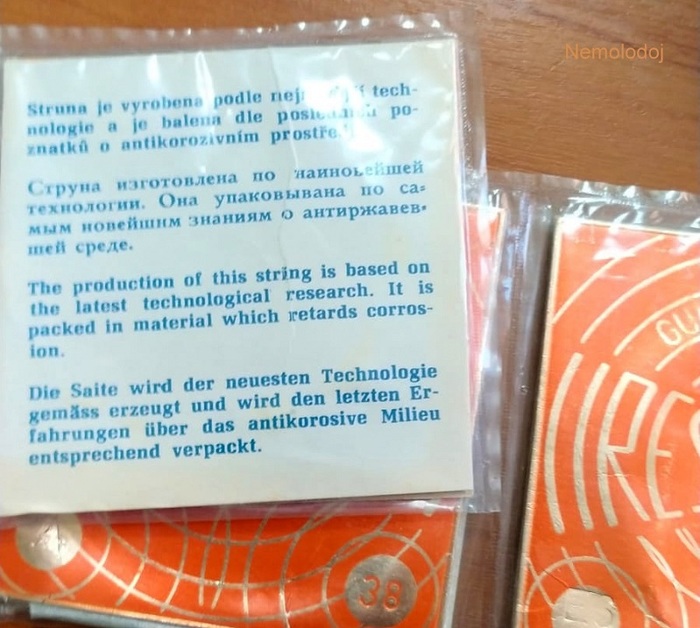 Nemolodoj
Struna je vyrobena podle tech-
nologie a je balena dle po-
znatků o antikorozivním
Струна изготовлена по наиновейшей
технологии. Она упаковывана по са-
мым новейшим знаниям о антиржавев-
шей среде.
The production of this string is based on
the latest technological research. It is
packed in material which retards corros-
ion.
Die Saite wird der neuesten Technologie
gemäss erzeugt und wird den letzten Er-
fahrungen über das antikorosive Milieu
entsprechend verpackt.
38